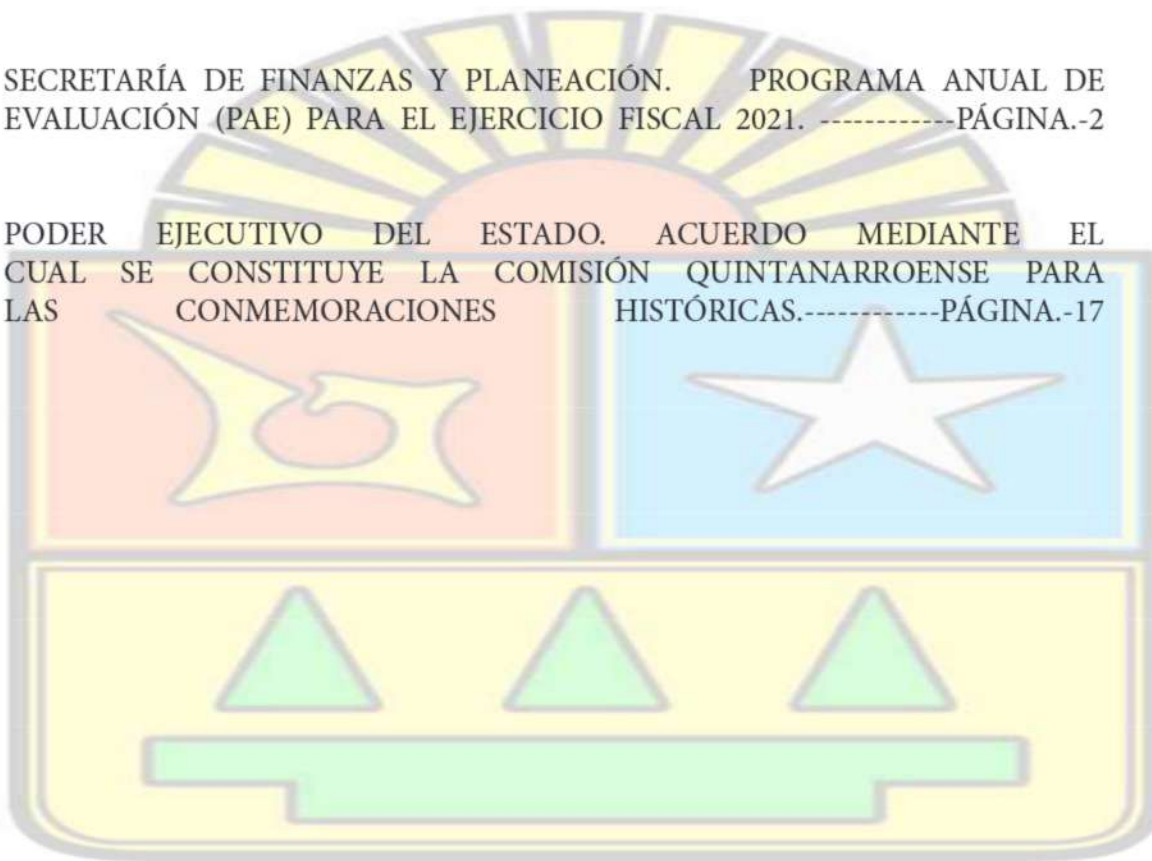 SECRETARÍA DE FINANZAS Y PLANEACIÓN. PROGRAMA ANUAL DE
EVALUACIÓN (PAE) PARA EL EJERCICIO FISCAL 2021. ------------PÁGINA.-2
PODER EJECUTIVO DEL ESTADO. ACUERDO MEDIANTE EL
CUAL SE CONSTITUYE LA COMISIÓN QUINTANARROENSE PARA
LAS CONMEMORACIONES HISTÓRICAS.------------PÁGINA.-17